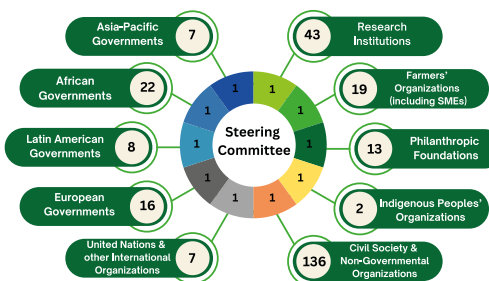 Asia-Pacific
Governments
7
43
Research
Institutions
African
Governments
22
19
Farmers'
Organizations
(including SMEs)
Latin American
Governments
8
13
Philanthropic
Foundations
European
Governments
16
2
Indigenous Peoples'
Organizations
United Nations &
other International
Organizations
7
136
Civil Society &
Non-Governmental
Organizations
Steering
Committee
1
1
1
1
1
1
1
1
1
1